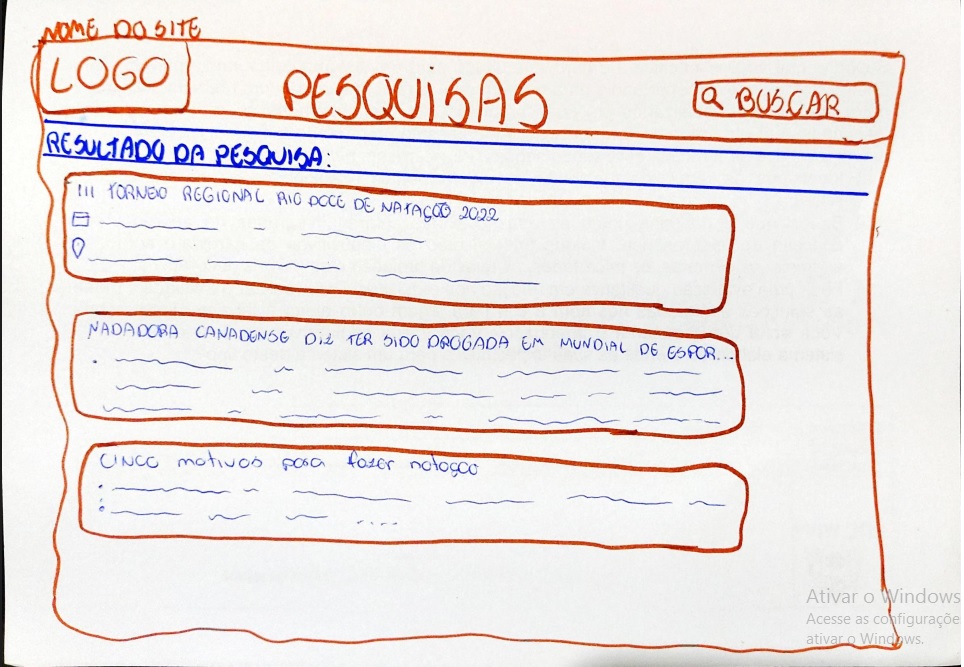 NOME DO SITE
LOGO
PESQUISAS
BUSCAR
RESULTADO DA PESQUISA:
III TORNEIO REGIONAL RIO DOCE DE NATAÇÃO 2022
NADADORA CANADENSE Diz TER SIDO DROGADA EM MUNDIAL DE ESPOR...
CINCO motivos para fazer natação
Ativar o Windows
Acesse as configuraçõe
ativar o Windows.